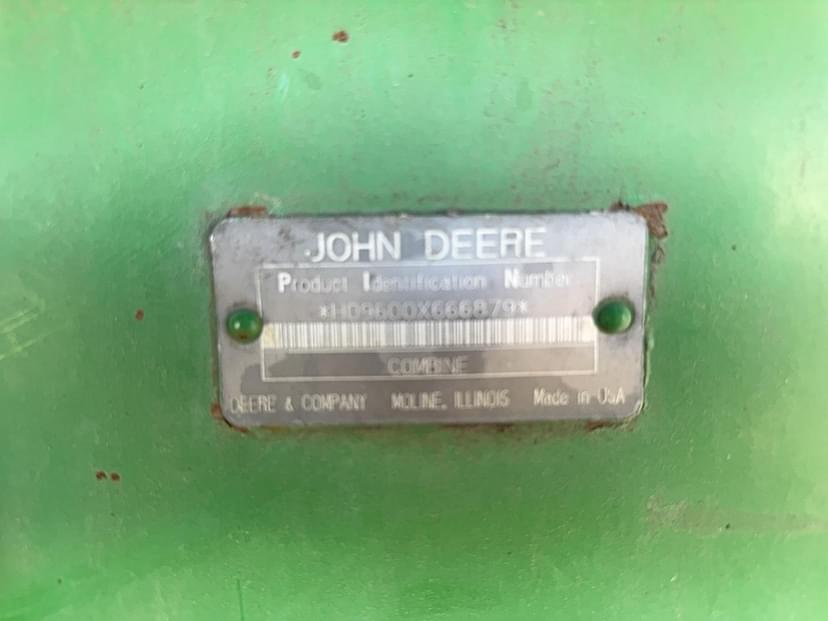 JOHN DEERE
Product Identification Number
*H09600X666879*
COMBINE
DEERE & COMPANY MOLINE, ILLINOIS Made in USA